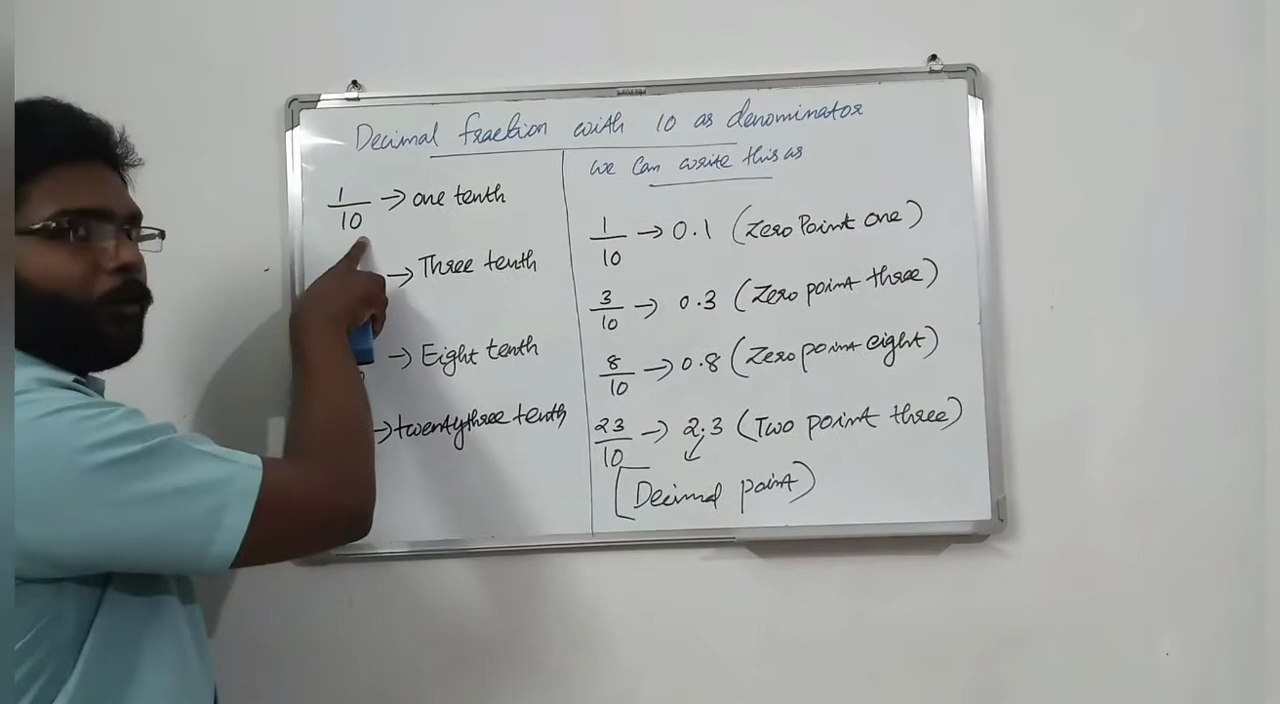 Decimal fraction with 10 as denominator
1/10 → one tenth
→ Three tenth
→ Eight tenth
→ twentythree tenth
we can write this as
1/10 → 0.1 (Zero Point one)
3/10 → 0.3 (Zero point three)
8/10 → 0.8 (Zero point eight)
23/10 → 2.3 (Two point three)
(Decimal point)